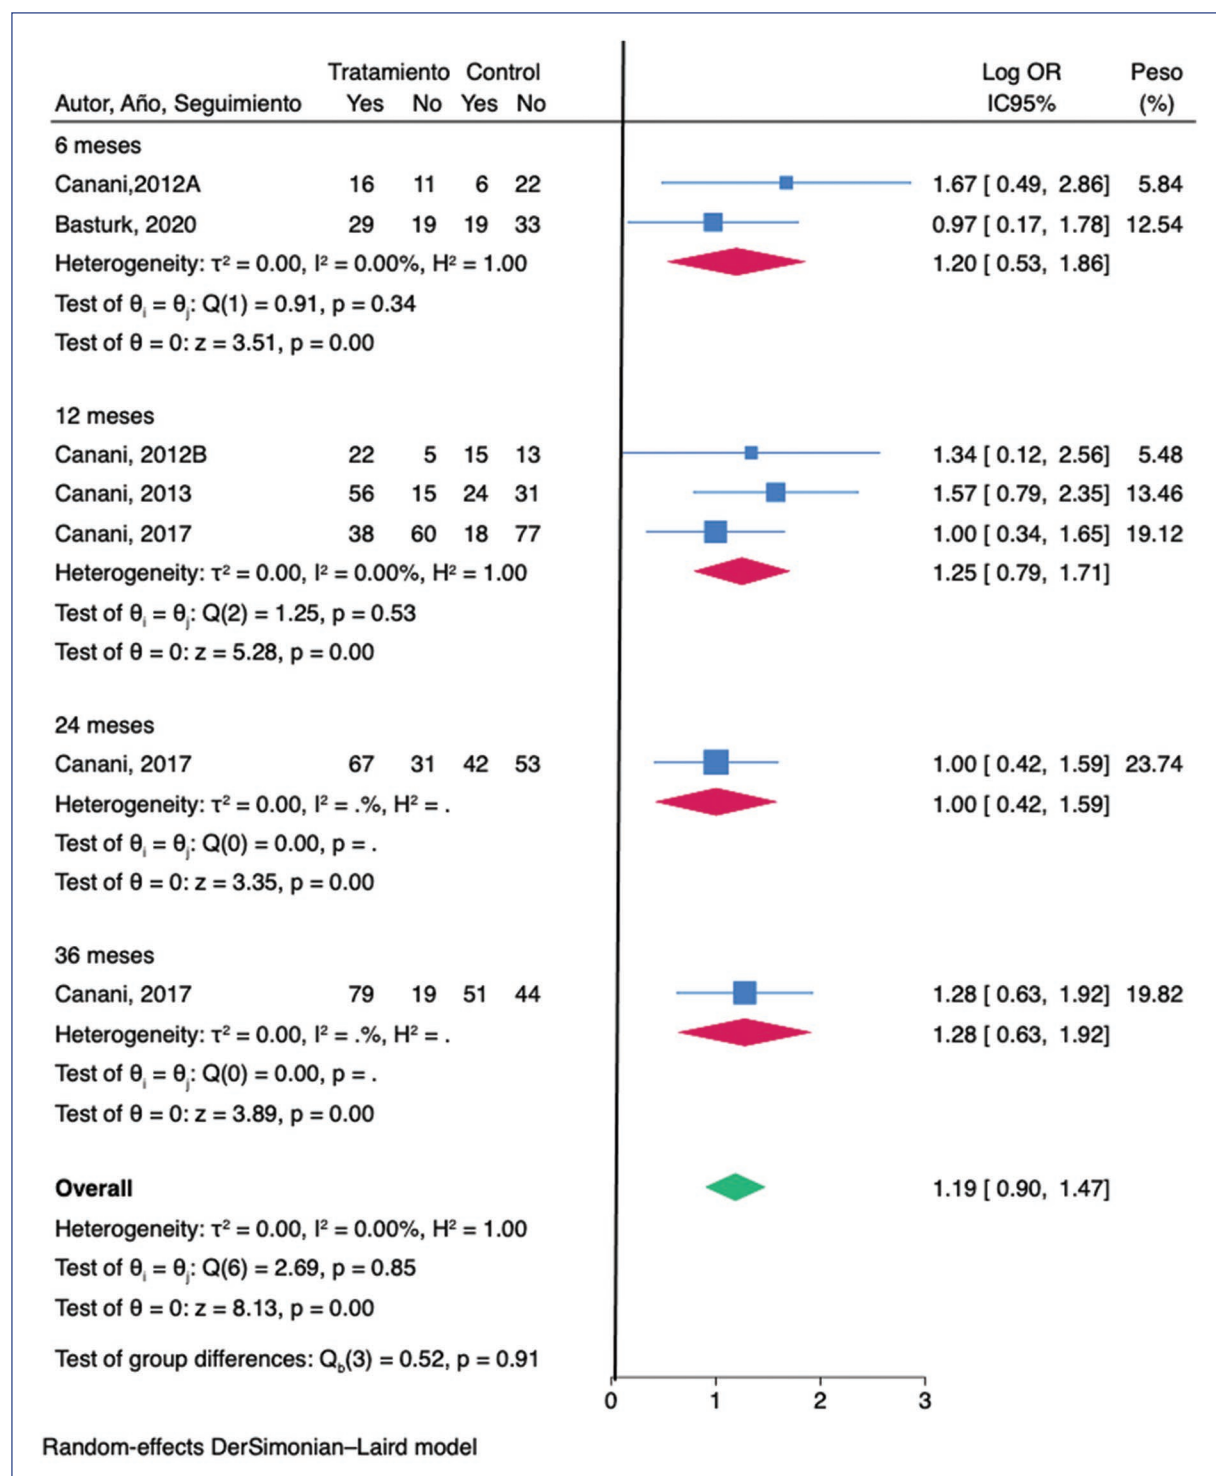 Tratamiento Control Log OR Peso
Autor, Año, Seguimiento Yes No Yes No IC95% (%)
6 meses
Canani,2012A 16 11 6 22 1.67 [ 0.49, 2.86] 5.84
Basturk, 2020 29 19 19 33 0.97 [ 0.17, 1.78] 12.54
Heterogeneity: τ² = 0.00, I² = 0.00%, H² = 1.00 1.20 [ 0.53, 1.86]
Test of θᵢ = θⱼ: Q(1) = 0.91, p = 0.34
Test of θ = 0: z = 3.51, p = 0.00
12 meses
Canani, 2012B 22 5 15 13 1.34 [ 0.12, 2.56] 5.48
Canani, 2013 56 15 24 31 1.57 [ 0.79, 2.35] 13.46
Canani, 2017 38 60 18 77 1.00 [ 0.34, 1.65] 19.12
Heterogeneity: τ² = 0.00, I² = 0.00%, H² = 1.00 1.25 [ 0.79, 1.71]
Test of θᵢ = θⱼ: Q(2) = 1.25, p = 0.53
Test of θ = 0: z = 5.28, p = 0.00
24 meses
Canani, 2017 67 31 42 53 1.00 [ 0.42, 1.59] 23.74
Heterogeneity: τ² = 0.00, I² = .%, H² = . 1.00 [ 0.42, 1.59]
Test of θᵢ = θⱼ: Q(0) = 0.00, p = .
Test of θ = 0: z = 3.35, p = 0.00
36 meses
Canani, 2017 79 19 51 44 1.28 [ 0.63, 1.92] 19.82
Heterogeneity: τ² = 0.00, I² = .%, H² = . 1.28 [ 0.63, 1.92]
Test of θᵢ = θⱼ: Q(0) = 0.00, p = .
Test of θ = 0: z = 3.89, p = 0.00
Overall 1.19 [ 0.90, 1.47]
Heterogeneity: τ² = 0.00, I² = 0.00%, H² = 1.00
Test of θᵢ = θⱼ: Q(6) = 2.69, p = 0.85
Test of θ = 0: z = 8.13, p = 0.00
Test of group differences: Q_b(3) = 0.52, p = 0.91
0 1 2 3
Random-effects DerSimonian–Laird model